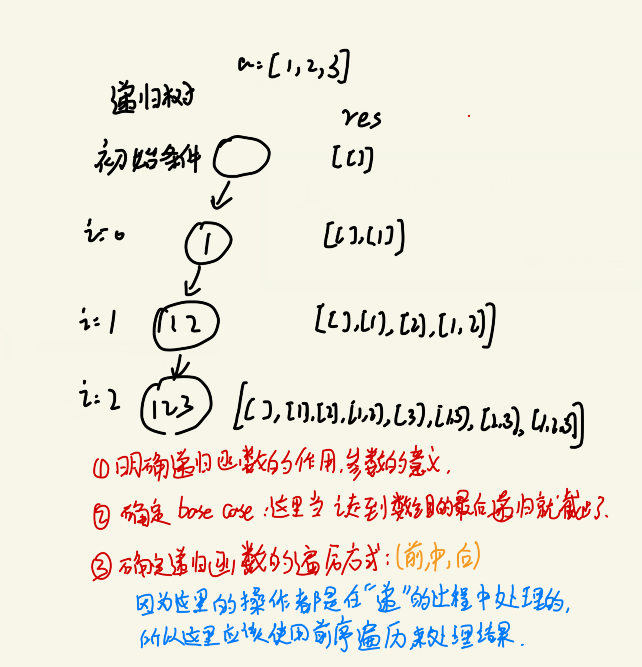 a=[1,2,3]
递归树
res
初始条件 [[]]
i=0 1 [[],[1]]
i=1 1,2 [[],[1],[2],[1,2]]
i=2 123 [[],[1],[2],[1,2],[3],[1,3],[2,3],[1,2,3]]
①明确递归函数的作用,参数的意义.
②确定 base case:这里当i走到数组的最后递归就截止了.
③确定递归函数的遍历方式:(前,中,后)
因为这里的操作都是在“递”的过程中处理的,
所以这里应该使用前序遍历来处理结果.